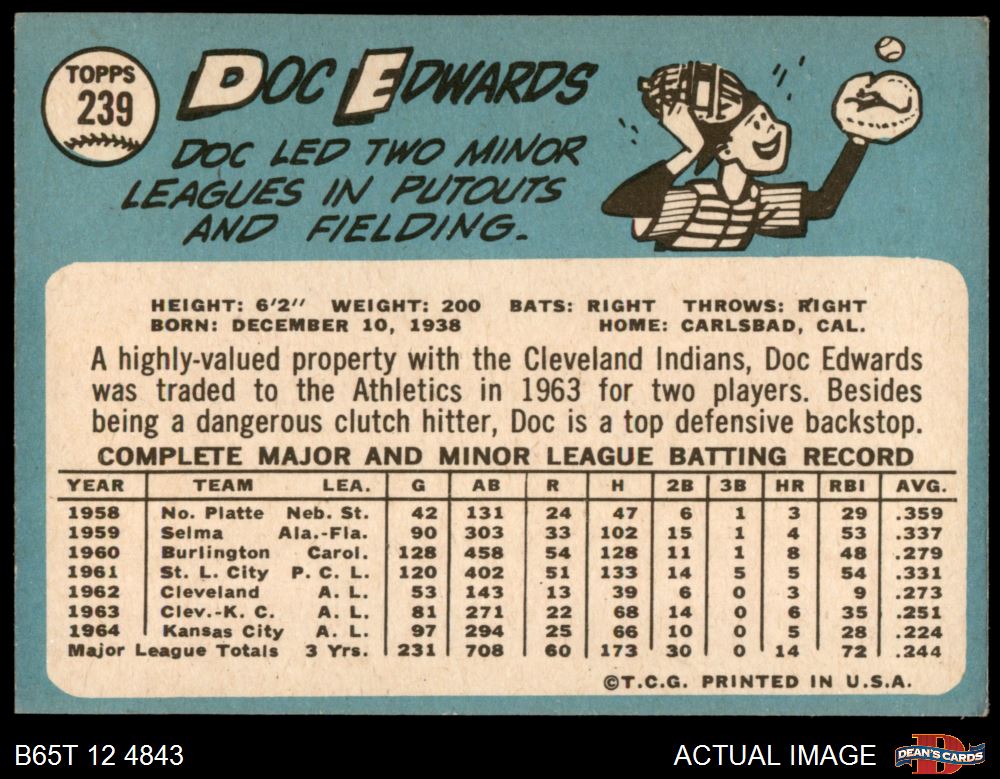 TOPPS
239
DOC EDWARDS
DOC LED TWO MINOR
LEAGUES IN PUTOUTS
AND FIELDING.
HEIGHT: 6'2" WEIGHT: 200 BATS: RIGHT THROWS: RIGHT
BORN: DECEMBER 10, 1938 HOME: CARLSBAD, CAL.
A highly-valued property with the Cleveland Indians, Doc Edwards
was traded to the Athletics in 1963 for two players. Besides
being a dangerous clutch hitter, Doc is a top defensive backstop.
COMPLETE MAJOR AND MINOR LEAGUE BATTING RECORD
YEAR TEAM LEA. G AB R H 2B 3B HR RBI AVG.
1958 No. Platte Neb. St. 42 131 24 47 6 1 3 29 .359
1959 Selma Ala.-Fla. 90 303 33 102 15 1 4 53 .337
1960 Burlington Carol. 128 458 54 128 11 1 8 48 .279
1961 St. L. City P. C. L. 120 402 51 133 14 5 5 54 .331
1962 Cleveland A. L. 53 143 13 39 6 0 3 9 .273
1963 Clev.-K. C. A. L. 81 271 22 68 14 0 6 35 .251
1964 Kansas City A. L. 97 294 25 66 10 0 5 28 .224
Major League Totals 3 Yrs. 231 708 60 173 30 0 14 72 .244
©T.C.G. PRINTED IN U.S.A.
B65T 12 4843 ACTUAL IMAGE DEAN'S CARDS